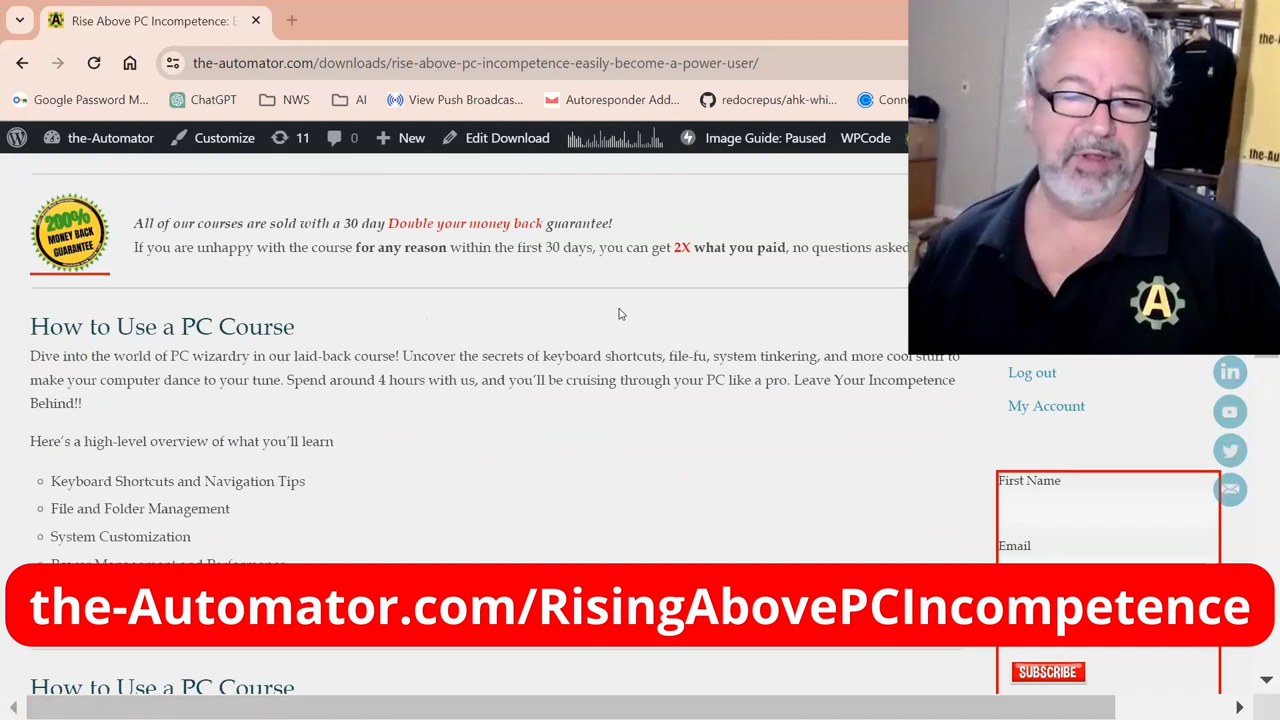 Rise Above PC Incompetence: E
the-automator.com/downloads/rise-above-pc-incompetence-easily-become-a-power-user/
Google Password M... ChatGPT NWS AI View Push Broadcas... Autoresponder Add... redocrepus/ahk-whi... Conn
the-Automator Customize 11 0 New Edit Download Image Guide: Paused WPCode
200%
MONEY BACK
GUARANTEE
All of our courses are sold with a 30 day Double your money back guarantee!
If you are unhappy with the course for any reason within the first 30 days, you can get 2X what you paid, no questions asked
How to Use a PC Course
Dive into the world of PC wizardry in our laid-back course! Uncover the secrets of keyboard shortcuts, file-fu, system tinkering, and more cool stuff to
make your computer dance to your tune. Spend around 4 hours with us, and you'll be cruising through your PC like a pro. Leave Your Incompetence
Behind!!
Here's a high-level overview of what you'll learn
Keyboard Shortcuts and Navigation Tips
File and Folder Management
System Customization
Power Management and Performance
Log out
My Account
First Name
Email
SUBSCRIBE
the-Automator.com/RisingAbovePCIncompetence
How to Use a PC Course
A
the-A
the-Au